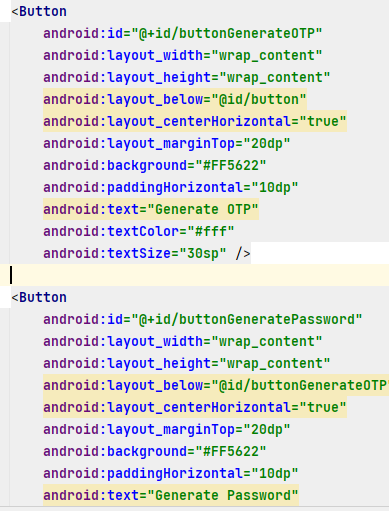 <Button
android:id="@+id/buttonGenerateOTP"
android:layout_width="wrap_content"
android:layout_height="wrap_content"
android:layout_below="@id/button"
android:layout_centerHorizontal="true"
android:layout_marginTop="20dp"
android:background="#FF5622"
android:paddingHorizontal="10dp"
android:text="Generate OTP"
android:textColor="#fff"
android:textSize="30sp" />
<Button
android:id="@+id/buttonGeneratePassword"
android:layout_width="wrap_content"
android:layout_height="wrap_content"
android:layout_below="@id/buttonGenerateOTP"
android:layout_centerHorizontal="true"
android:layout_marginTop="20dp"
android:background="#FF5622"
android:paddingHorizontal="10dp"
android:text="Generate Password"